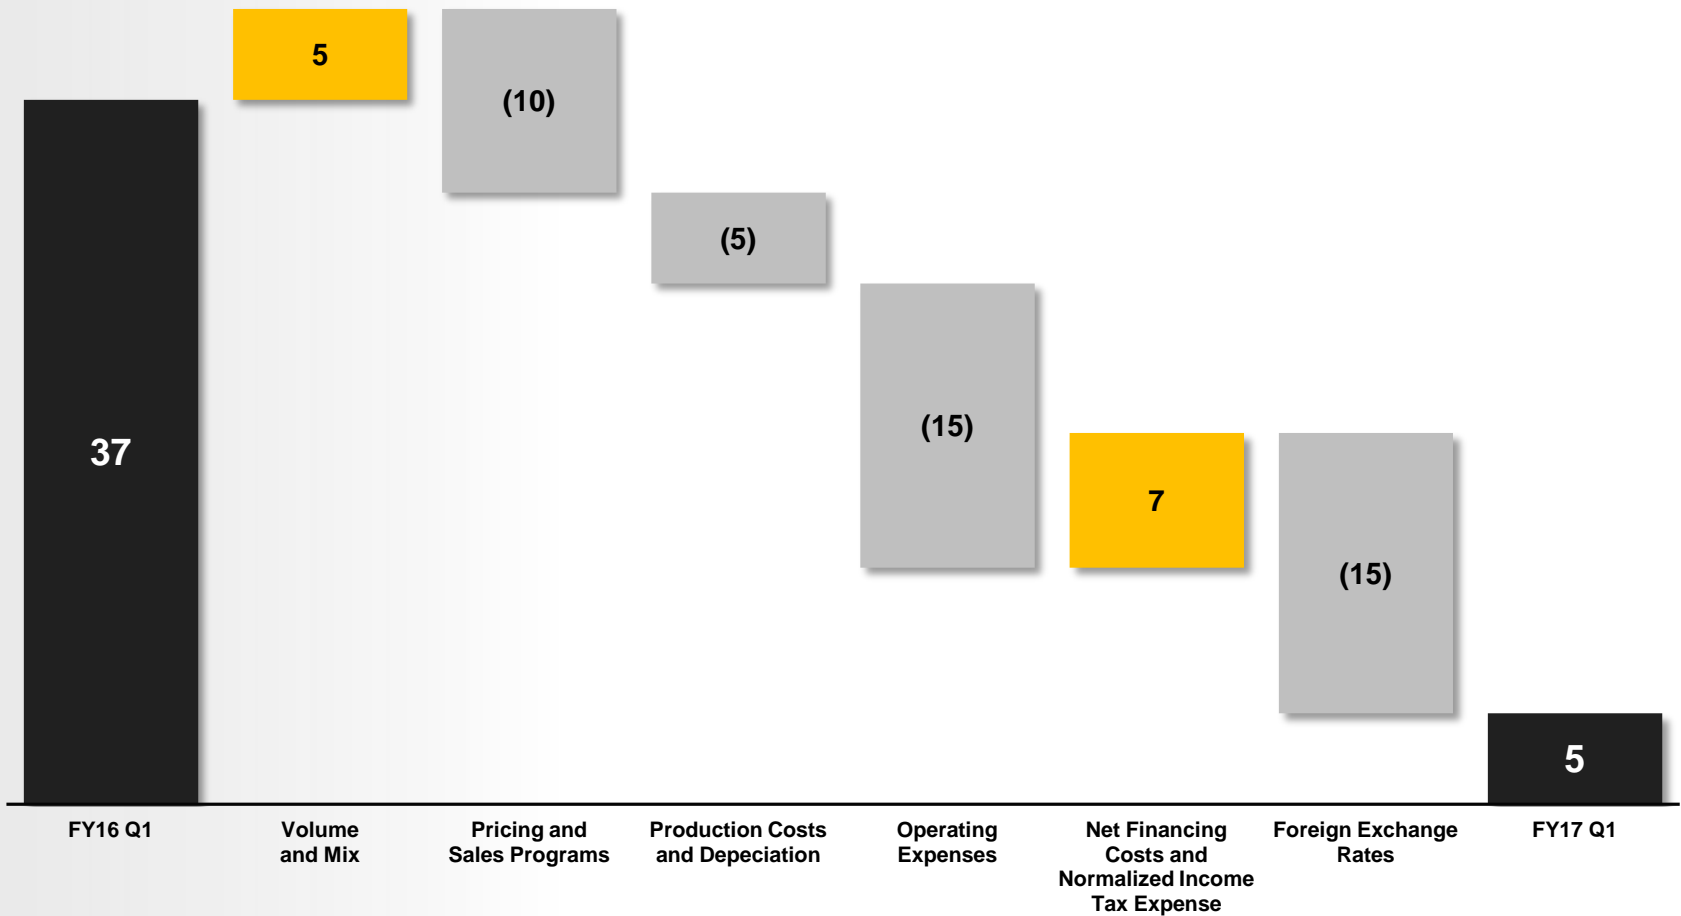 5
(10)
(5)
37
(15)
7
(15)
5
FY16 Q1
Volume
and Mix
Pricing and
Sales Programs
Production Costs
and Depeciation
Operating
Expenses
Net Financing
Costs and
Normalized Income
Tax Expense
Foreign Exchange
Rates
FY17 Q1